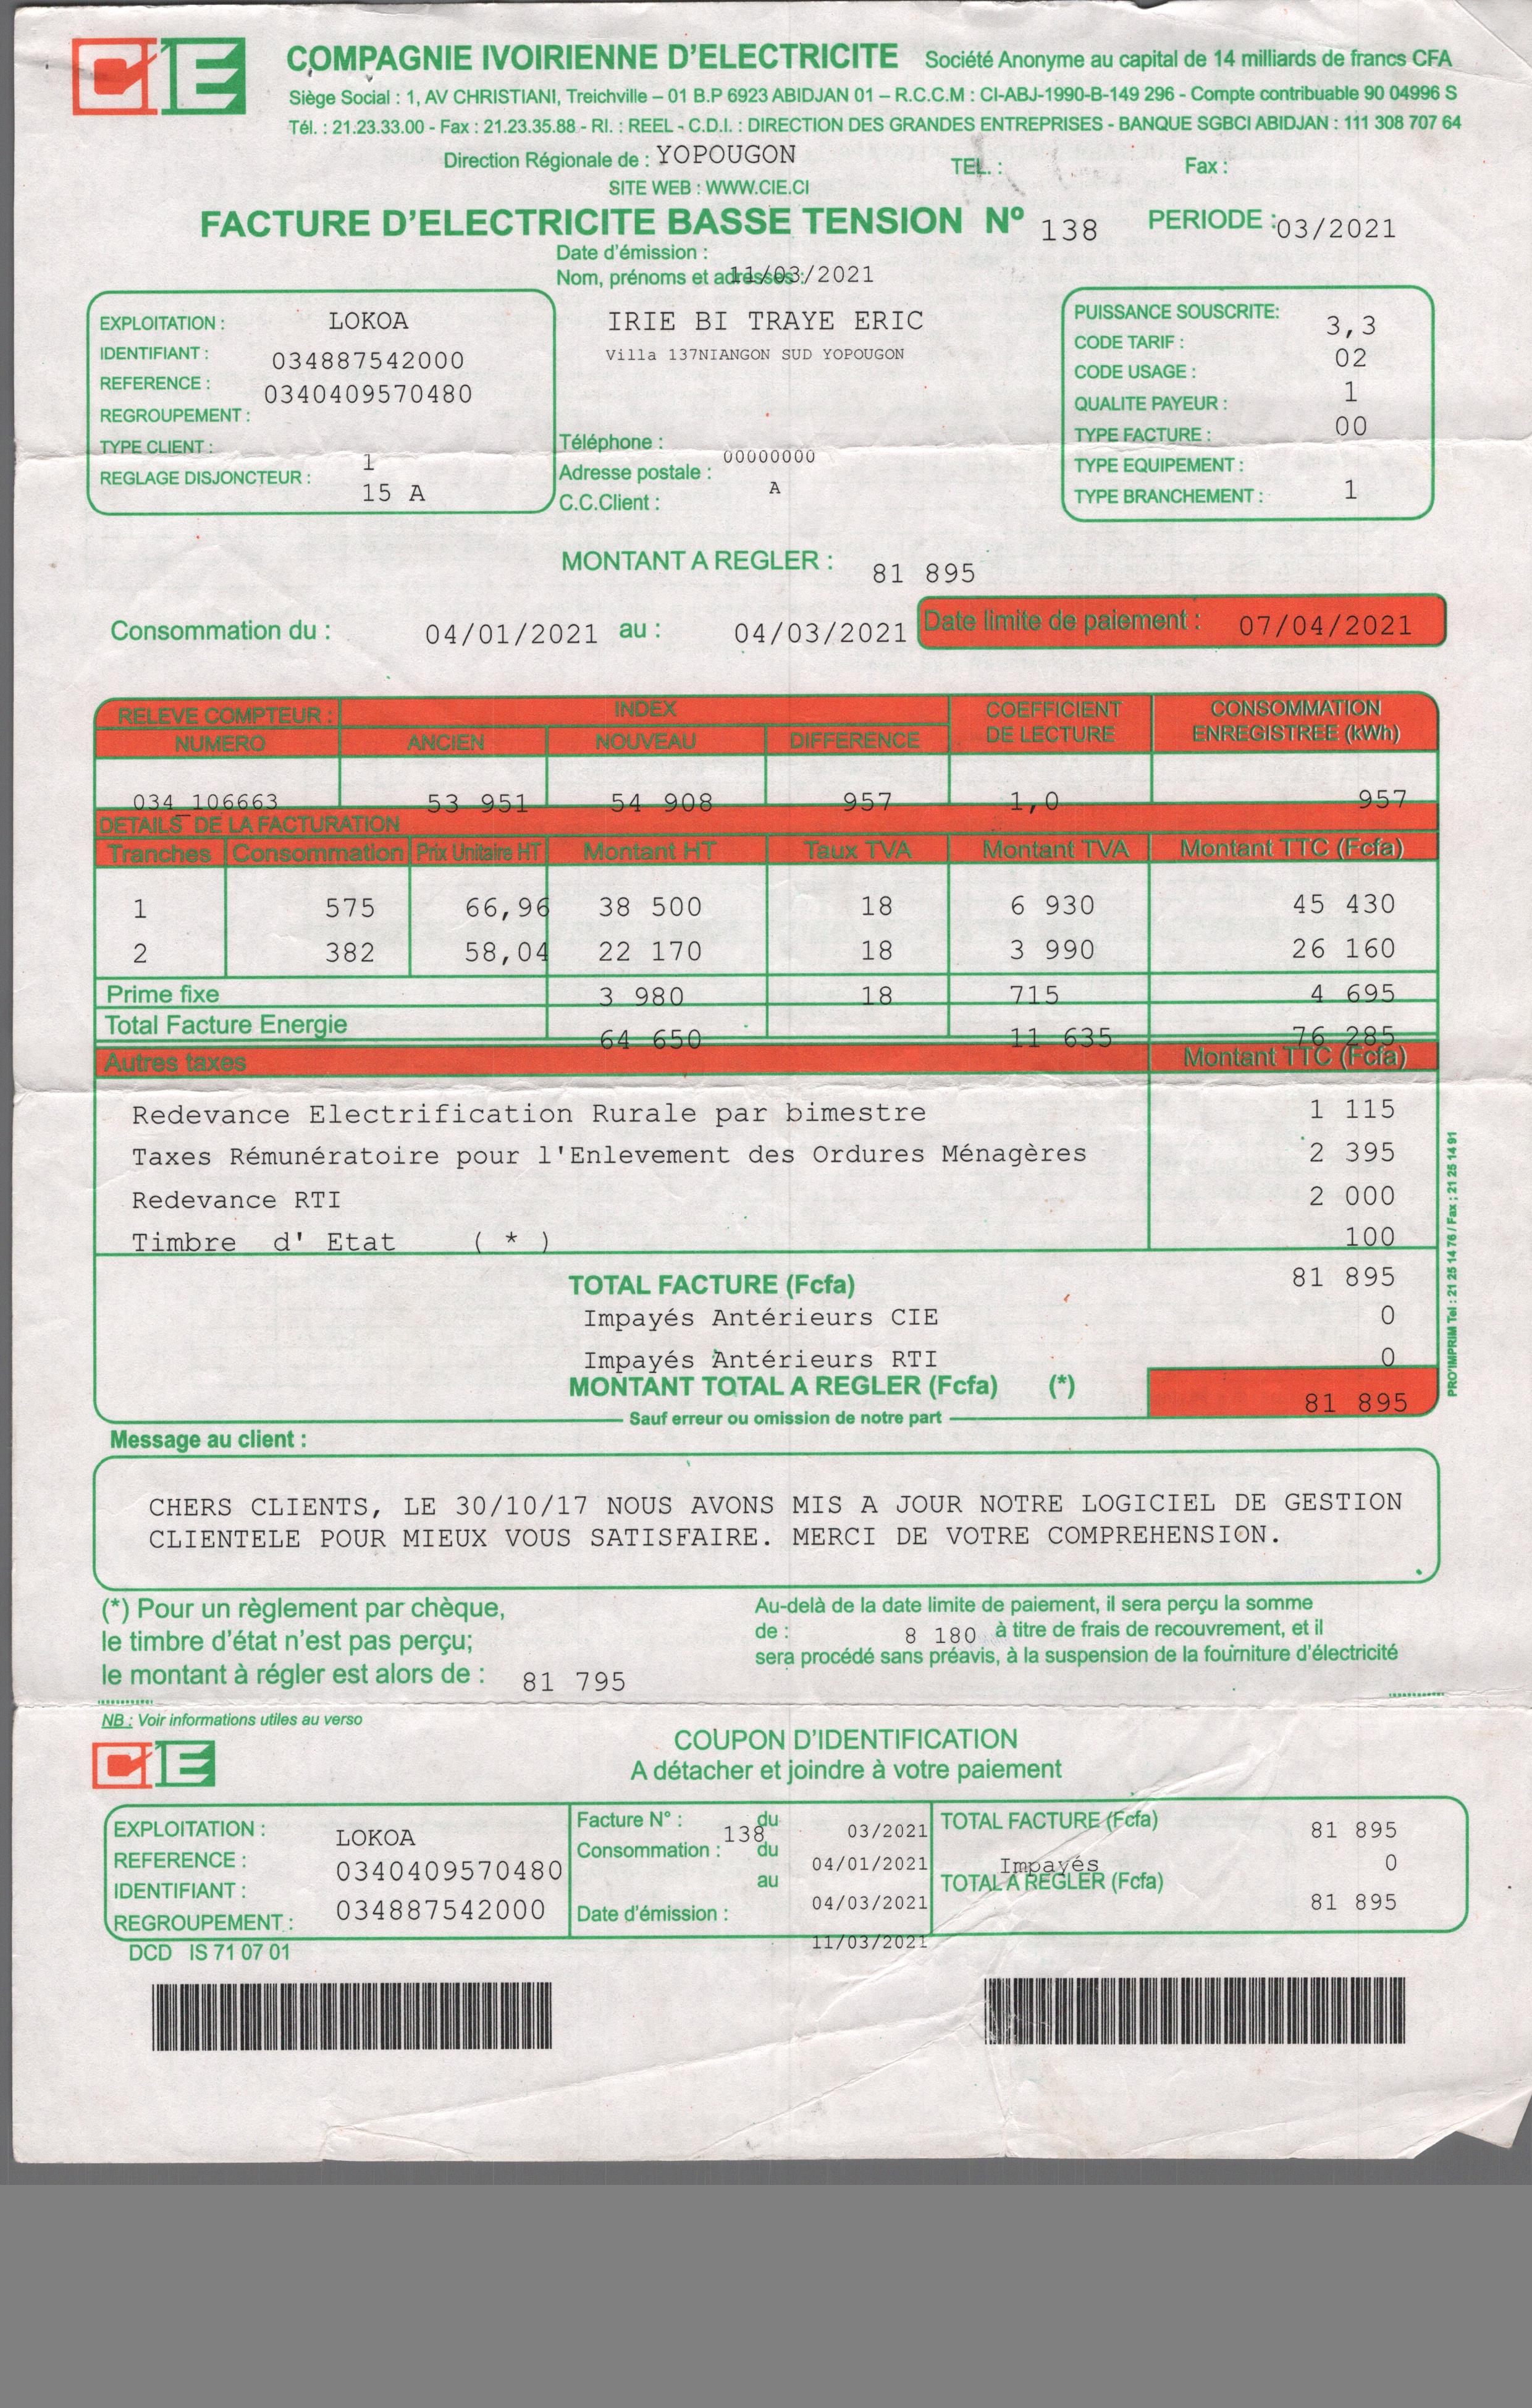 CIE COMPAGNIE IVOIRIENNE D'ELECTRICITE Société Anonyme au capital de 14 milliards de francs CFA
Siège Social : 1, AV CHRISTIANI, Treichville – 01 B.P 6923 ABIDJAN 01 – R.C.C.M : CI-ABJ-1990-B-149 296 - Compte contribuable 90 04996 S
Tél. : 21.23.33.00 - Fax : 21.23.35.88 - RI. : REEL - C.D.I. : DIRECTION DES GRANDES ENTREPRISES - BANQUE SGBCI ABIDJAN : 111 308 707 64
Direction Régionale de : YOPOUGON TEL. : Fax :
SITE WEB : WWW.CIE.CI
FACTURE D'ELECTRICITE BASSE TENSION Nº 138 PERIODE : 03/2021
Date d'émission :
Nom, prénoms et adresses : 11/03/2021
EXPLOITATION : LOKOA
IDENTIFIANT : 034887542000
REFERENCE : 0340409570480
REGROUPEMENT :
TYPE CLIENT : 1
REGLAGE DISJONCTEUR : 15 A
IRIE BI TRAYE ERIC
Villa 137NIANGON SUD YOPOUGON
Téléphone : 00000000
Adresse postale : A
C.C.Client :
PUISSANCE SOUSCRITE: 3,3
CODE TARIF : 02
CODE USAGE : 1
QUALITE PAYEUR : 00
TYPE FACTURE :
TYPE EQUIPEMENT :
TYPE BRANCHEMENT : 1
MONTANT A REGLER : 81 895
Consommation du : 04/01/2021 au : 04/03/2021 Date limite de paiement : 07/04/2021
RELEVE COMPTEUR : INDEX COEFFICIENT DE LECTURE CONSOMMATION ENREGISTREE (kWh)
NUMERO ANCIEN NOUVEAU DIFFERENCE
034_106663 53 951 54 908 957 1,0 957
DETAILS DE LA FACTURATION
Tranches Consommation Prix Unitaire HT Montant HT Taux TVA Montant TVA Montant TTC (Fcfa)
1 575 66,96 38 500 18 6 930 45 430
2 382 58,04 22 170 18 3 990 26 160
Prime fixe 3 980 18 715 4 695
Total Facture Energie 64 650 11 635 76 285
Autres taxes Montant TTC (Fcfa)
Redevance Electrification Rurale par bimestre 1 115
Taxes Rémunératoire pour l'Enlevement des Ordures Ménagères 2 395
Redevance RTI 2 000
Timbre d' Etat ( * ) 100
TOTAL FACTURE (Fcfa) 81 895
Impayés Antérieurs CIE 0
Impayés Antérieurs RTI 0
MONTANT TOTAL A REGLER (Fcfa) (*) 81 895
Sauf erreur ou omission de notre part
PRO'IMPRIM Tel : 21 25 14 76 / Fax : 21 25 14 91
Message au client :
CHERS CLIENTS, LE 30/10/17 NOUS AVONS MIS A JOUR NOTRE LOGICIEL DE GESTION
CLIENTELE POUR MIEUX VOUS SATISFAIRE. MERCI DE VOTRE COMPREHENSION.
(*) Pour un règlement par chèque,
le timbre d'état n'est pas perçu;
le montant à régler est alors de : 81 795
Au-delà de la date limite de paiement, il sera perçu la somme
de : 8 180 à titre de frais de recouvrement, et il
sera procédé sans préavis, à la suspension de la fourniture d'électricité
NB : Voir informations utiles au verso
CIE
COUPON D'IDENTIFICATION
A détacher et joindre à votre paiement
EXPLOITATION : LOKOA
REFERENCE : 0340409570480
IDENTIFIANT : 034887542000
REGROUPEMENT :
Facture N° : 138 du 03/2021
Consommation : du 04/01/2021
au 04/03/2021
Date d'émission : 11/03/2021
TOTAL FACTURE (Fcfa) 81 895
Impayés 0
TOTAL A REGLER (Fcfa) 81 895
DCD IS 71 07 01